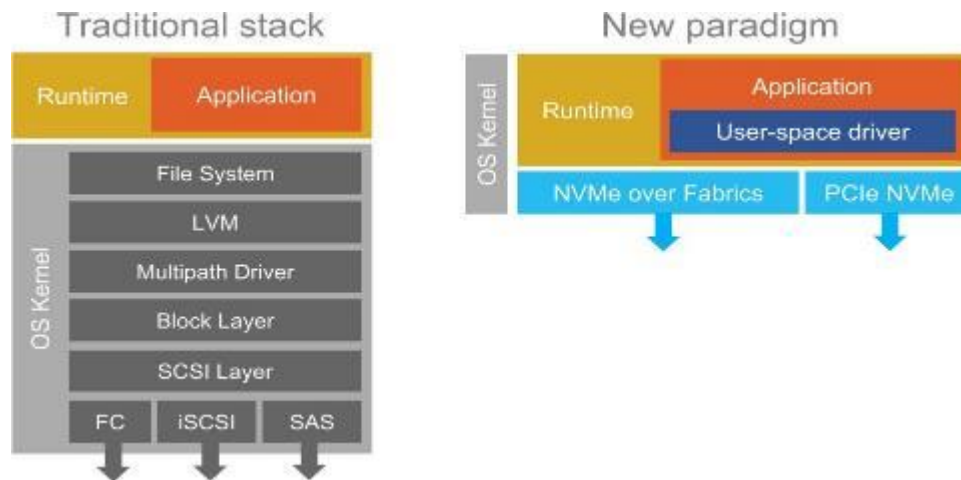 Traditional stack
Runtime
Application
OS Kernel
File System
LVM
Multipath Driver
Block Layer
SCSI Layer
FC
iSCSI
SAS
New paradigm
OS Kernel
Runtime
Application
User-space driver
NVMe over Fabrics
PCIe NVMe